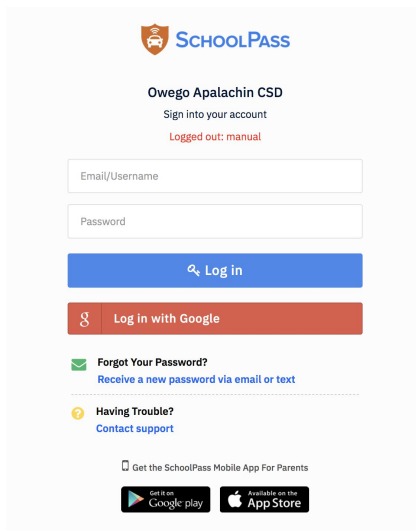 SCHOOLPASS
Owego Apalachin CSD
Sign into your account
Logged out: manual
Email/Username
Password
Log in
g Log in with Google
Forgot Your Password?
Receive a new password via email or text
? Having Trouble?
Contact support
Get the SchoolPass Mobile App For Parents
Get it on
Google play
Available on the
App Store